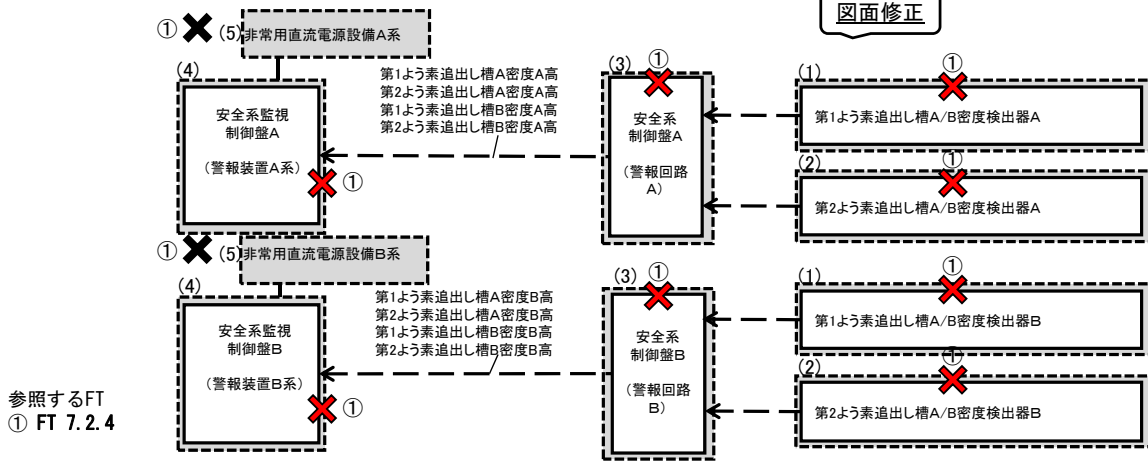 図面修正
① (5)非常用直流電源設備A系
(4)
安全系監視
制御盤A
(警報装置A系)
①
第1よう素追出し槽A密度A高
第2よう素追出し槽A密度A高
第1よう素追出し槽B密度A高
第2よう素追出し槽B密度A高
(3) ①
安全系
制御盤A
(警報回路
A)
(1) ①
第1よう素追出し槽A/B密度検出器A
(2) ①
第2よう素追出し槽A/B密度検出器A
① (5)非常用直流電源設備B系
(4)
安全系監視
制御盤B
(警報装置B系)
①
第1よう素追出し槽A密度B高
第2よう素追出し槽A密度B高
第1よう素追出し槽B密度B高
第2よう素追出し槽B密度B高
(3) ①
安全系
制御盤B
(警報回路
B)
(1) ①
第1よう素追出し槽A/B密度検出器B
(2) ①
第2よう素追出し槽A/B密度検出器B
参照するFT
① FT 7.2.4